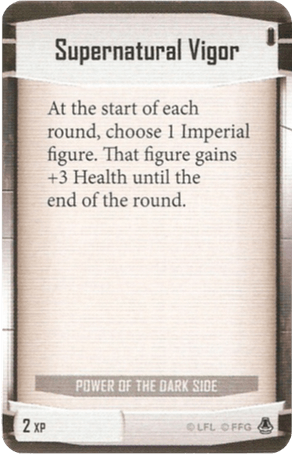 Supernatural Vigor
At the start of each
round, choose 1 Imperial
figure. That figure gains
+3 Health until the
end of the round.
POWER OF THE DARK SIDE
2 XP
© LFL © FFG